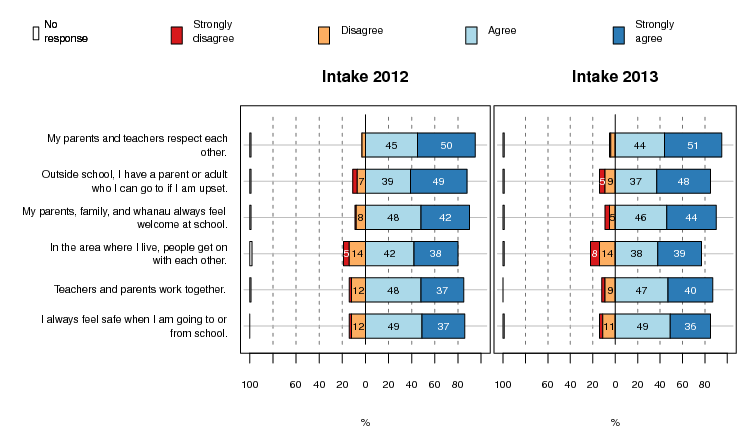 No
response
Strongly
disagree
Disagree
Agree
Strongly
agree
Intake 2012
Intake 2013
My parents and teachers respect each
other.
45 50
44 51
Outside school, I have a parent or adult
who I can go to if I am upset.
7 39 49
5 9 37 48
My parents, family, and whanau always feel
welcome at school.
8 48 42
5 46 44
In the area where I live, people get on
with each other.
5 14 42 38
8 14 38 39
Teachers and parents work together.
12 48 37
9 47 40
I always feel safe when I am going to or
from school.
12 49 37
11 49 36
100 60 40 20 0 20 40 60 80
100 60 40 20 0 20 40 60 80
%
%